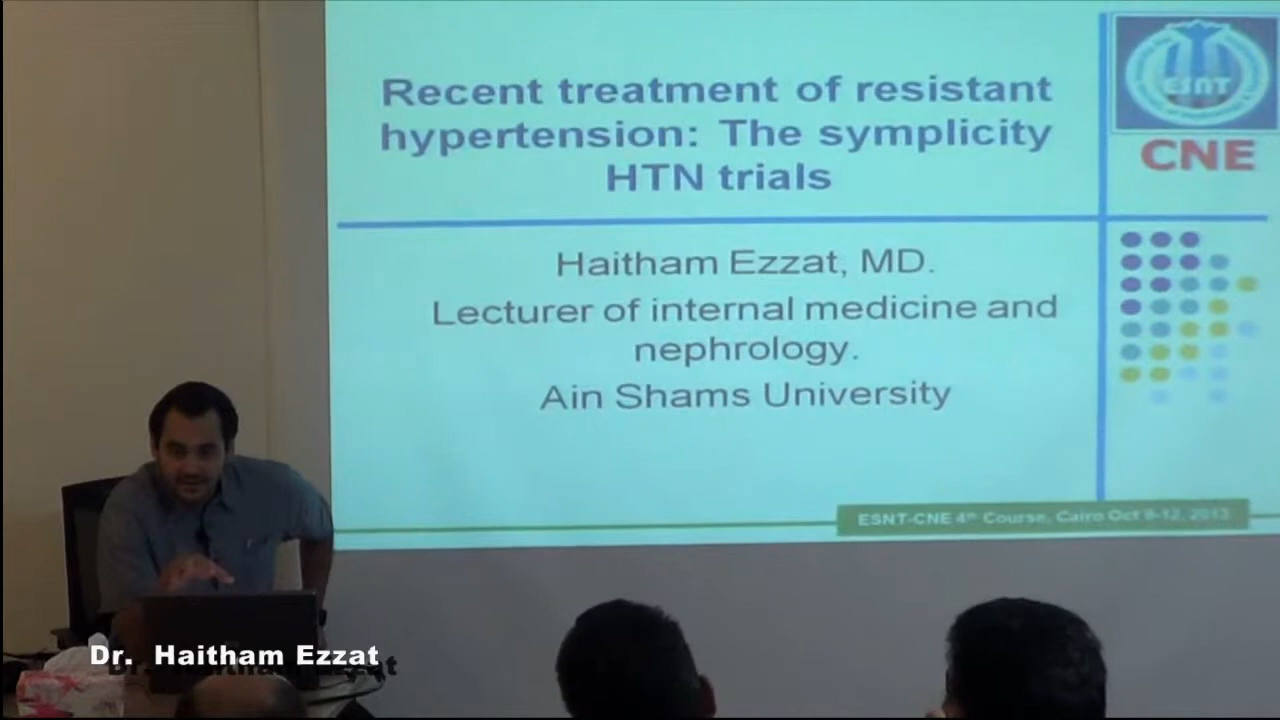 Recent treatment of resistant
hypertension: The symplicity
HTN trials
ESNT
CNE
Haitham Ezzat, MD.
Lecturer of internal medicine and
nephrology.
Ain Shams University
ESNT-CNE 4th Course, Cairo Oct 9-12, 2013
Dr. Haitham Ezzat